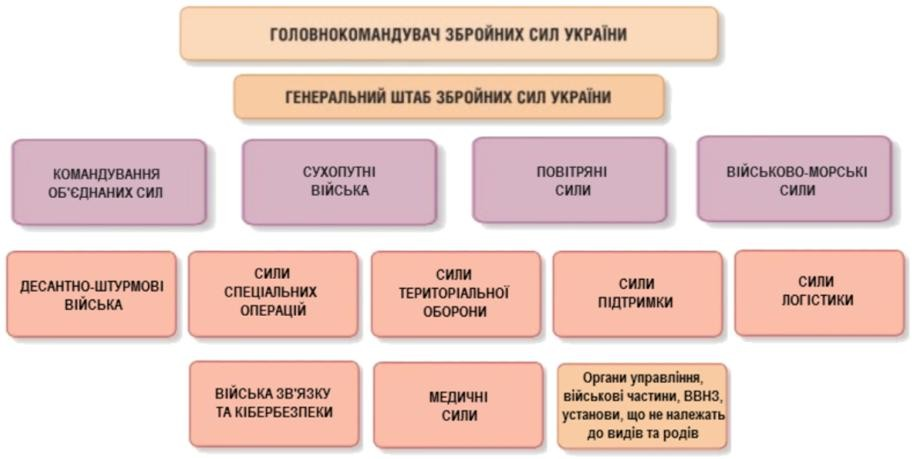 ГОЛОВНОКОМАНДУВАЧ ЗБРОЙНИХ СИЛ УКРАЇНИ
ГЕНЕРАЛЬНИЙ ШТАБ ЗБРОЙНИХ СИЛ УКРАЇНИ
КОМАНДУВАННЯ
ОБ'ЄДНАНИХ СИЛ
СУХОПУТНІ
ВІЙСЬКА
ПОВІТРЯНІ
СИЛИ
ВІЙСЬКОВО-МОРСЬКІ
СИЛИ
ДЕСАНТНО-ШТУРМОВІ
ВІЙСЬКА
СИЛИ
СПЕЦІАЛЬНИХ
ОПЕРАЦІЙ
СИЛИ
ТЕРИТОРІАЛЬНОЇ
ОБОРОНИ
СИЛИ
ПІДТРИМКИ
СИЛИ
ЛОГІСТИКИ
ВІЙСЬКА ЗВ'ЯЗКУ
ТА КІБЕРБЕЗПЕКИ
МЕДИЧНІ
СИЛИ
Органи управління,
військові частини, ВВНЗ,
установи, що не належать
до видів та родів